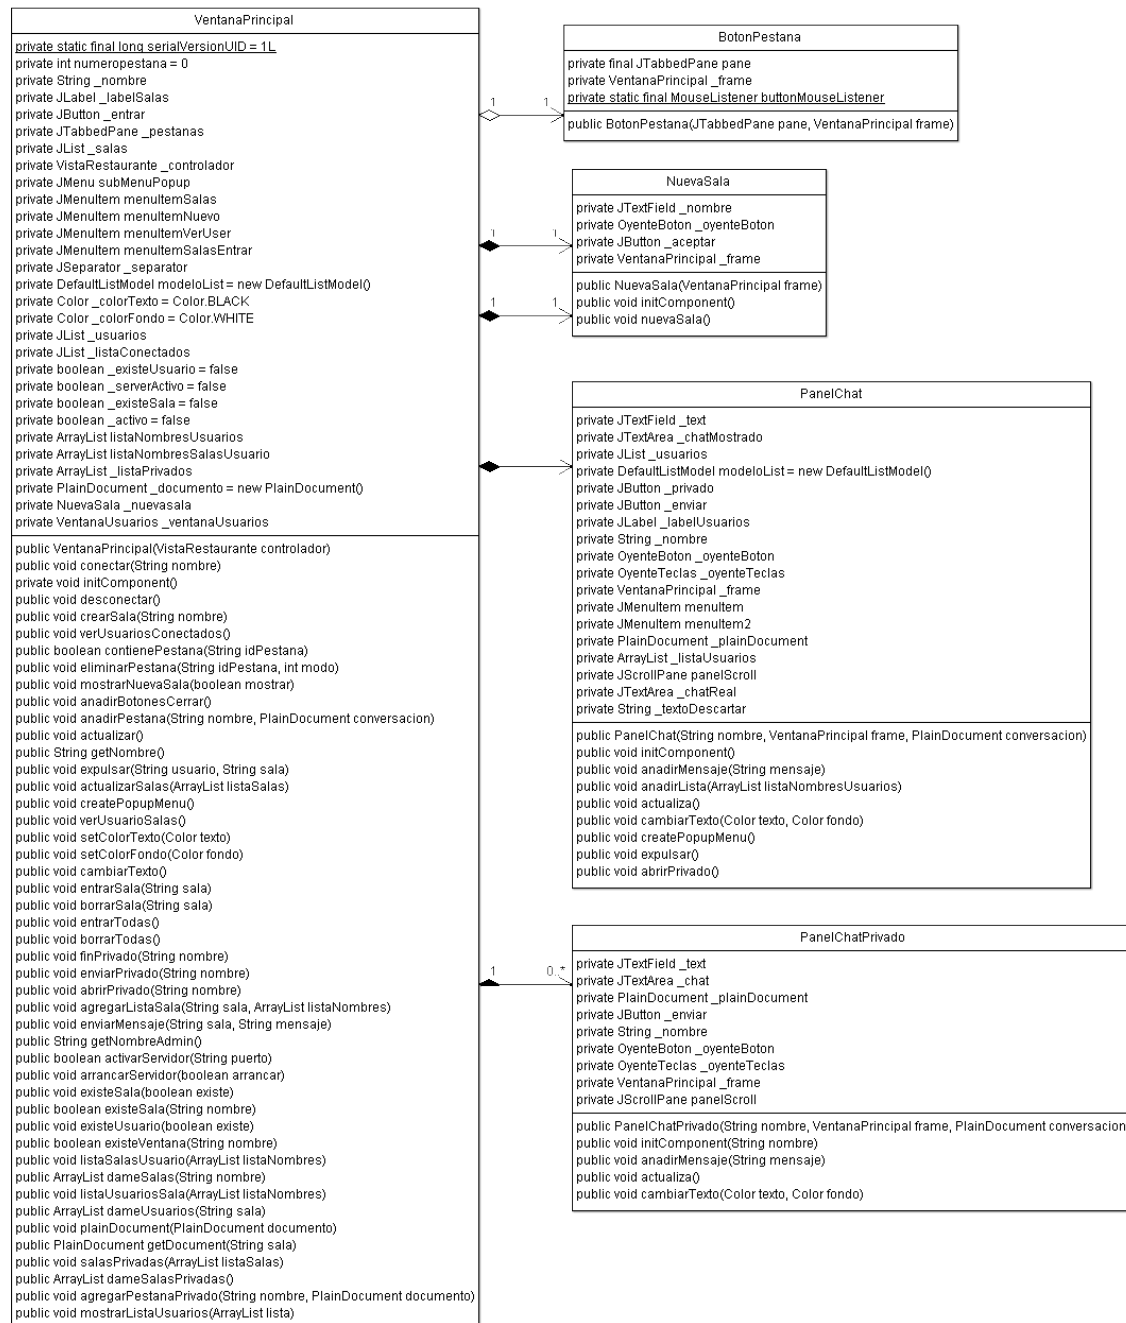 VentanaPrincipal
private static final long serialVersionUID = 1L
private int numeropestana = 0
private String _nombre
private JLabel _labelSalas
private JButton _entrar
private JTabbedPane _pestanas
private JList _salas
private VistaRestaurante _controlador
private JMenu subMenuPopup
private JMenuItem menuItemSalas
private JMenuItem menuItemNuevo
private JMenuItem menuItemVerUser
private JMenuItem menuItemSalasEntrar
private JSeparator _separator
private DefaultListModel modeloList = new DefaultListModel()
private Color _colorTexto = Color.BLACK
private Color _colorFondo = Color.WHITE
private JList _usuarios
private JList _listaConectados
private boolean _existeUsuario = false
private boolean _serverActivo = false
private boolean _existeSala = false
private boolean _activo = false
private ArrayList listaNombresUsuarios
private ArrayList listaNombresSalasUsuario
private ArrayList _listaPrivados
private PlainDocument _documento = new PlainDocument()
private NuevaSala _nuevasala
private VentanaUsuarios _ventanaUsuarios
public VentanaPrincipal(VistaRestaurante controlador)
public void conectar(String nombre)
private void initComponent()
public void desconectar()
public void crearSala(String nombre)
public void verUsuariosConectados()
public boolean contienePestana(String idPestana)
public void eliminarPestana(String idPestana, int modo)
public void mostrarNuevaSala(boolean mostrar)
public void anadirBotonesCerrar()
public void anadirPestana(String nombre, PlainDocument conversacion)
public void actualizar()
public String getNombre()
public void expulsar(String usuario, String sala)
public void actualizarSalas(ArrayList listaSalas)
public void createPopupMenu()
public void verUsuarioSalas()
public void setColorTexto(Color texto)
public void setColorFondo(Color fondo)
public void cambiarTexto()
public void entrarSala(String sala)
public void borrarSala(String sala)
public void entrarTodas()
public void borrarTodas()
public void finPrivado(String nombre)
public void enviarPrivado(String nombre)
public void abrirPrivado(String nombre)
public void agregarListaSala(String sala, ArrayList listaNombres)
public void enviarMensaje(String sala, String mensaje)
public String getNombreAdmin()
public boolean activarServidor(String puerto)
public void arrancarServidor(boolean arrancar)
public void existeSala(boolean existe)
public boolean existeSala(String nombre)
public void existeUsuario(boolean existe)
public boolean existeVentana(String nombre)
public void listaSalasUsuario(ArrayList listaNombres)
public ArrayList dameSalas(String nombre)
public void listaUsuariosSala(ArrayList listaNombres)
public ArrayList dameUsuarios(String sala)
public void plainDocument(PlainDocument documento)
public PlainDocument getDocument(String sala)
public void salasPrivadas(ArrayList listaSalas)
public ArrayList dameSalasPrivadas()
public void agregarPestanaPrivado(String nombre, PlainDocument documento)
public void mostrarListaUsuarios(ArrayList lista)
1 1
BotonPestana
private final JTabbedPane pane
private VentanaPrincipal _frame
private static final MouseListener buttonMouseListener
public BotonPestana(JTabbedPane pane, VentanaPrincipal frame)
1 1
1 1
NuevaSala
private JTextField _nombre
private OyenteBoton _oyenteBoton
private JButton _aceptar
private VentanaPrincipal _frame
public NuevaSala(VentanaPrincipal frame)
public void initComponent()
public void nuevaSala()
PanelChat
private JTextField _text
private JTextArea _chatMostrado
private JList _usuarios
private DefaultListModel modeloList = new DefaultListModel()
private JButton _privado
private JButton _enviar
private JLabel _labelUsuarios
private String _nombre
private OyenteBoton _oyenteBoton
private OyenteTeclas _oyenteTeclas
private VentanaPrincipal _frame
private JMenuItem menuItem
private JMenuItem menuItem2
private PlainDocument _plainDocument
private ArrayList _listaUsuarios
private JScrollPane panelScroll
private JTextArea _chatReal
private String _textoDescartar
public PanelChat(String nombre, VentanaPrincipal frame, PlainDocument conversacion)
public void initComponent()
public void anadirMensaje(String mensaje)
public void anadirLista(ArrayList listaNombresUsuarios)
public void actualiza()
public void cambiarTexto(Color texto, Color fondo)
public void createPopupMenu()
public void expulsar()
public void abrirPrivado()
1 0..*
PanelChatPrivado
private JTextField _text
private JTextArea _chat
private PlainDocument _plainDocument
private JButton _enviar
private String _nombre
private OyenteBoton _oyenteBoton
private OyenteTeclas _oyenteTeclas
private VentanaPrincipal _frame
private JScrollPane panelScroll
public PanelChatPrivado(String nombre, VentanaPrincipal frame, PlainDocument conversacion
public void initComponent(String nombre)
public void anadirMensaje(String mensaje)
public void actualiza()
public void cambiarTexto(Color texto, Color fondo)